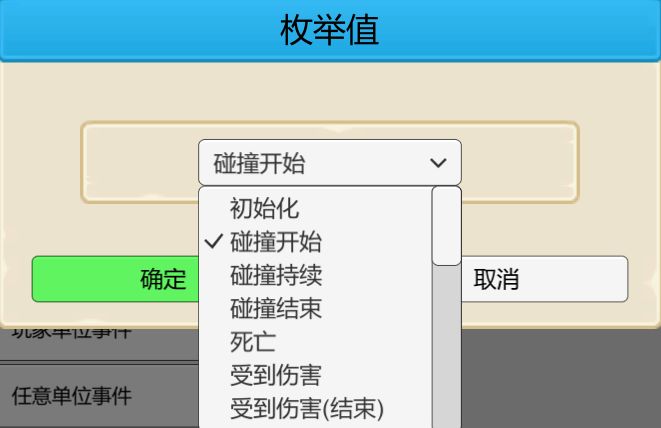 枚举值
碰撞开始
初始化
碰撞开始
碰撞持续
碰撞结束
死亡
受到伤害
受到伤害(结束)
确定
取消
玩家单位事件
任意单位事件